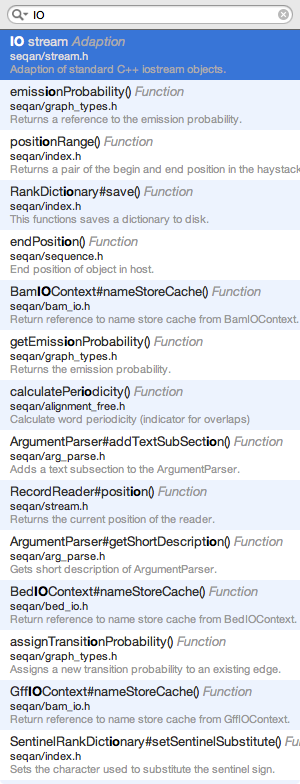 IO
IO stream Adaption
seqan/stream.h
Adaption of standard C++ iostream objects.
emissionProbability() Function
seqan/graph_types.h
Returns a reference to the emission probability.
positionRange() Function
seqan/index.h
Returns a pair of the begin and end position in the haystack
RankDictionary#save() Function
seqan/index.h
This functions saves a dictionary to disk.
endPosition() Function
seqan/sequence.h
End position of object in host.
BamIOContext#nameStoreCache() Function
seqan/bam_io.h
Return reference to name store cache from BamIOContext.
getEmissionProbability() Function
seqan/graph_types.h
Returns the emission probability.
calculatePeriodicity() Function
seqan/alignment_free.h
Calculate word periodicity (indicator for overlaps)
ArgumentParser#addTextSubSection() Function
seqan/arg_parse.h
Adds a text subsection to the ArgumentParser.
RecordReader#position() Function
seqan/stream.h
Returns the current position of the reader.
ArgumentParser#getShortDescription() Function
seqan/arg_parse.h
Gets short description of ArgumentParser.
BedIOContext#nameStoreCache() Function
seqan/bed_io.h
Return reference to name store cache from BedIOContext.
assignTransitionProbability() Function
seqan/graph_types.h
Assigns a new transition probability to an existing edge.
GffIOContext#nameStoreCache() Function
seqan/bam_io.h
Return reference to name store cache from GffIOContext.
SentinelRankDictionary#setSentinelSubstitute() Function
seqan/index.h
Sets the character used to substitute the sentinel sign.